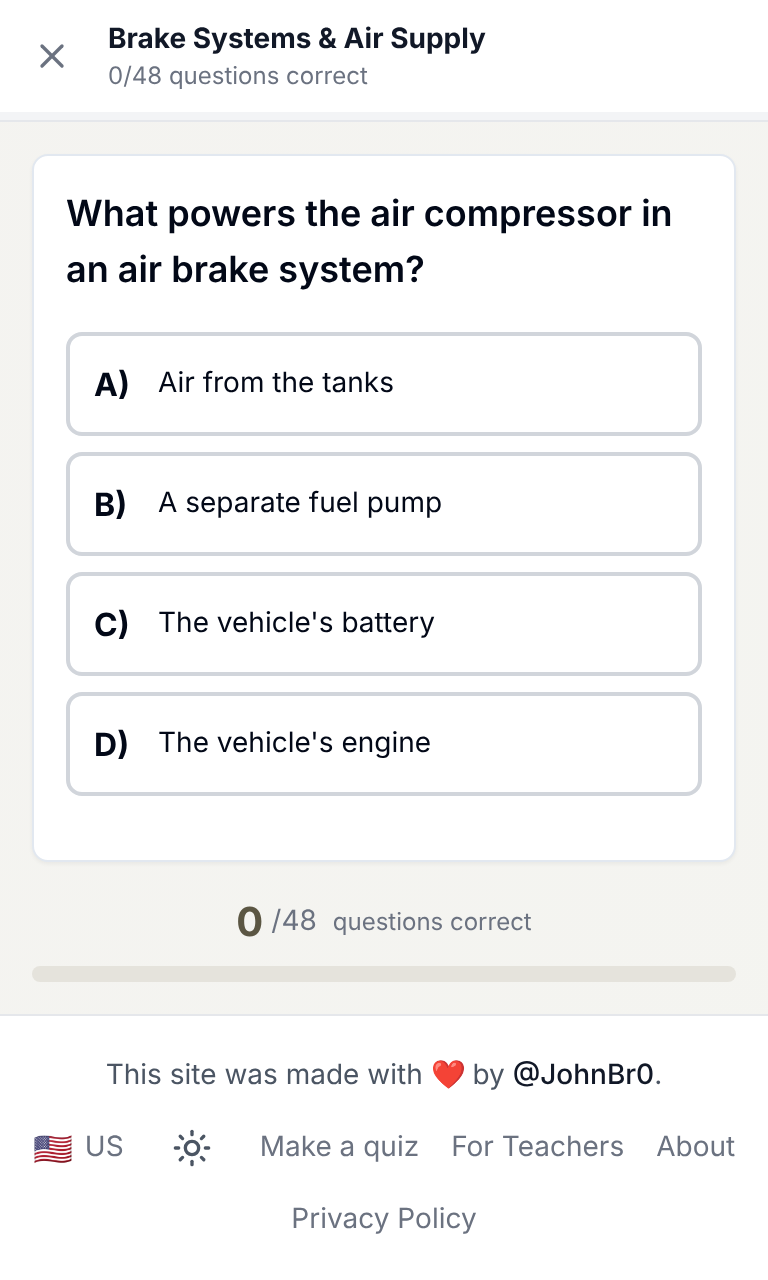 Brake Systems & Air Supply
0/48 questions correct
What powers the air compressor in
an air brake system?
A) Air from the tanks
B) A separate fuel pump
C) The vehicle's battery
D) The vehicle's engine
0 /48 questions correct
This site was made with ❤️ by @JohnBr0.
🇺🇸 US Make a quiz For Teachers About
Privacy Policy